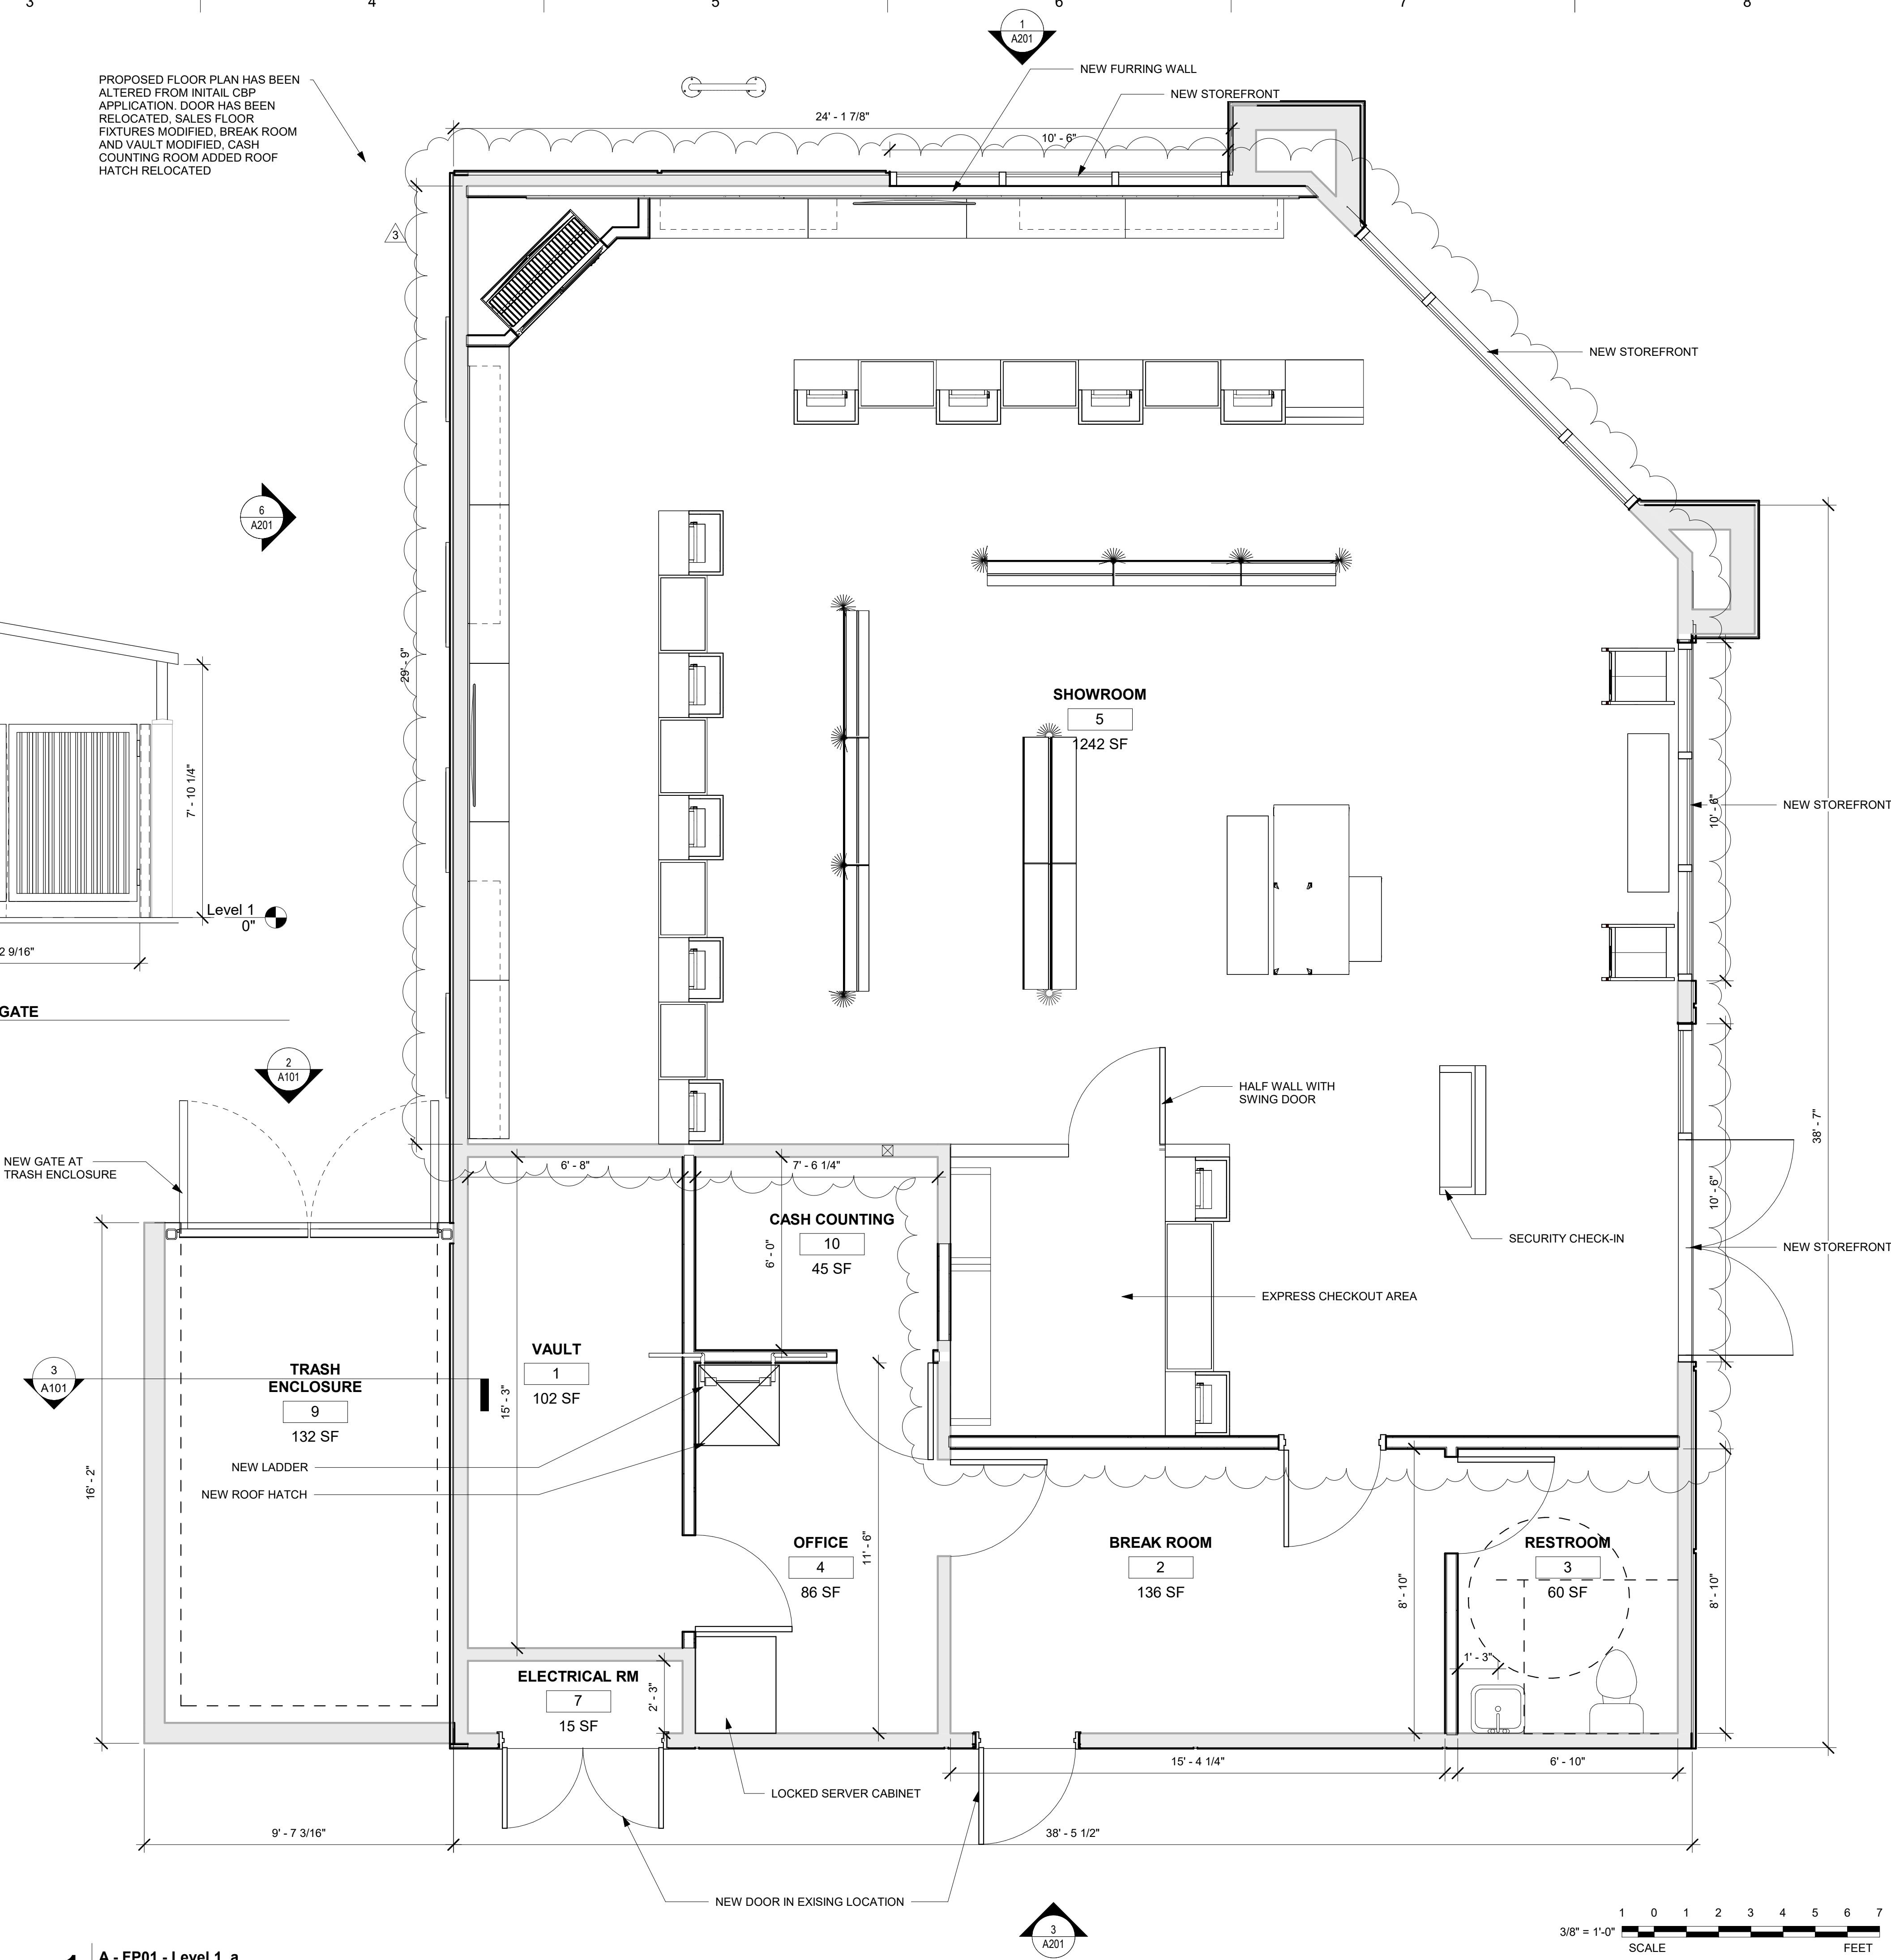 3
4
5
6
7
8
1
A201
PROPOSED FLOOR PLAN HAS BEEN
ALTERED FROM INITAIL CBP
APPLICATION. DOOR HAS BEEN
RELOCATED, SALES FLOOR
FIXTURES MODIFIED, BREAK ROOM
AND VAULT MODIFIED, CASH
COUNTING ROOM ADDED ROOF
HATCH RELOCATED
NEW FURRING WALL
NEW STOREFRONT
24' - 1 7/8"
10' - 6"
3
NEW STOREFRONT
6
A201
29' - 9"
SHOWROOM
5
1242 SF
7' - 10 1/4"
10' - 6"
NEW STOREFRONT
Level 1
0"
2 9/16"
GATE
2
A101
HALF WALL WITH
SWING DOOR
38' - 7"
NEW GATE AT
TRASH ENCLOSURE
6' - 8"
7' - 6 1/4"
10' - 6"
CASH COUNTING
10
45 SF
6' - 0"
SECURITY CHECK-IN
NEW STOREFRONT
EXPRESS CHECKOUT AREA
VAULT
1
102 SF
15' - 3"
3
A101
TRASH
ENCLOSURE
9
132 SF
NEW LADDER
NEW ROOF HATCH
16' - 2"
OFFICE
4
86 SF
11' - 6"
BREAK ROOM
2
136 SF
8' - 10"
RESTROOM
3
60 SF
8' - 10"
1' - 3"
ELECTRICAL RM
7
15 SF
2' - 3"
15' - 4 1/4"
6' - 10"
LOCKED SERVER CABINET
9' - 7 3/16"
38' - 5 1/2"
NEW DOOR IN EXISING LOCATION
3
A201
1 0 1 2 3 4 5 6 7
3/8" = 1'-0"
SCALE FEET
A - FP01 - Level 1_a